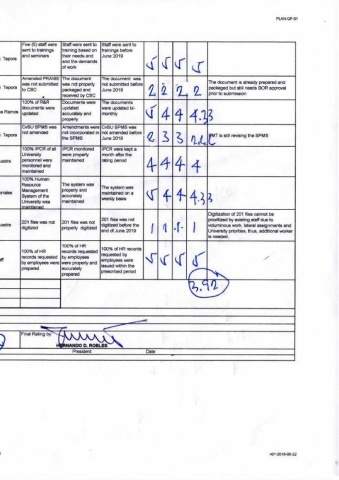 PLAN-QF-01
Five (5) staff were sent to trainings and seminars
Staff were sent to training based on their needs and and the demands of work
Staff were sent to trainings before June 2019
5 5 5 5
Tepora
Amended PRAISE was not submitted to CSC
The document was not properly packaged and received by CSC
The document was not submitted before June 2019
2 2 2 2
The document is already prepared and packaged but still needs BOR approval prior to submission
Ramos
100% of R&R documents were updated
Documents were updated accurately and properly
The documents were updated bi-monthly
5 4 4 4.33
Tepora
CvSU SPMS was not amended
Amendments were not incorporated in the SPMS
CvSU SPMS was not amended before June 2019
2 3 3
PMT is still revising the SPMS
100% IPCR of all University personnel were monitored and maintained
IPCR monitored were properly maintained
IPCR were kept a month after the rating period
4 4 4 4
100% Human Resource Management System of the University was maintained
The system was properly and accurately maintained
The system was maintained on a weekly basis
5 4 4 4.33
201 files was not digitized
201 files was not properly digitized
201 files was not digitized before the end of June 2019
1 1 1 1
Digitization of 201 files cannot be prioritized by existing staff due to voluminous work, lateral assignments and University priorities, thus, additional worker is needed.
100% of HR records requested by employees were prepared
100% of HR records requested by employees were properly and accurately prepared
100% of HR records requested by employees were issued within the prescribed period
5 5 5 5
3.92
Final Rating by:
HERNANDO D. ROBLES
President
Date